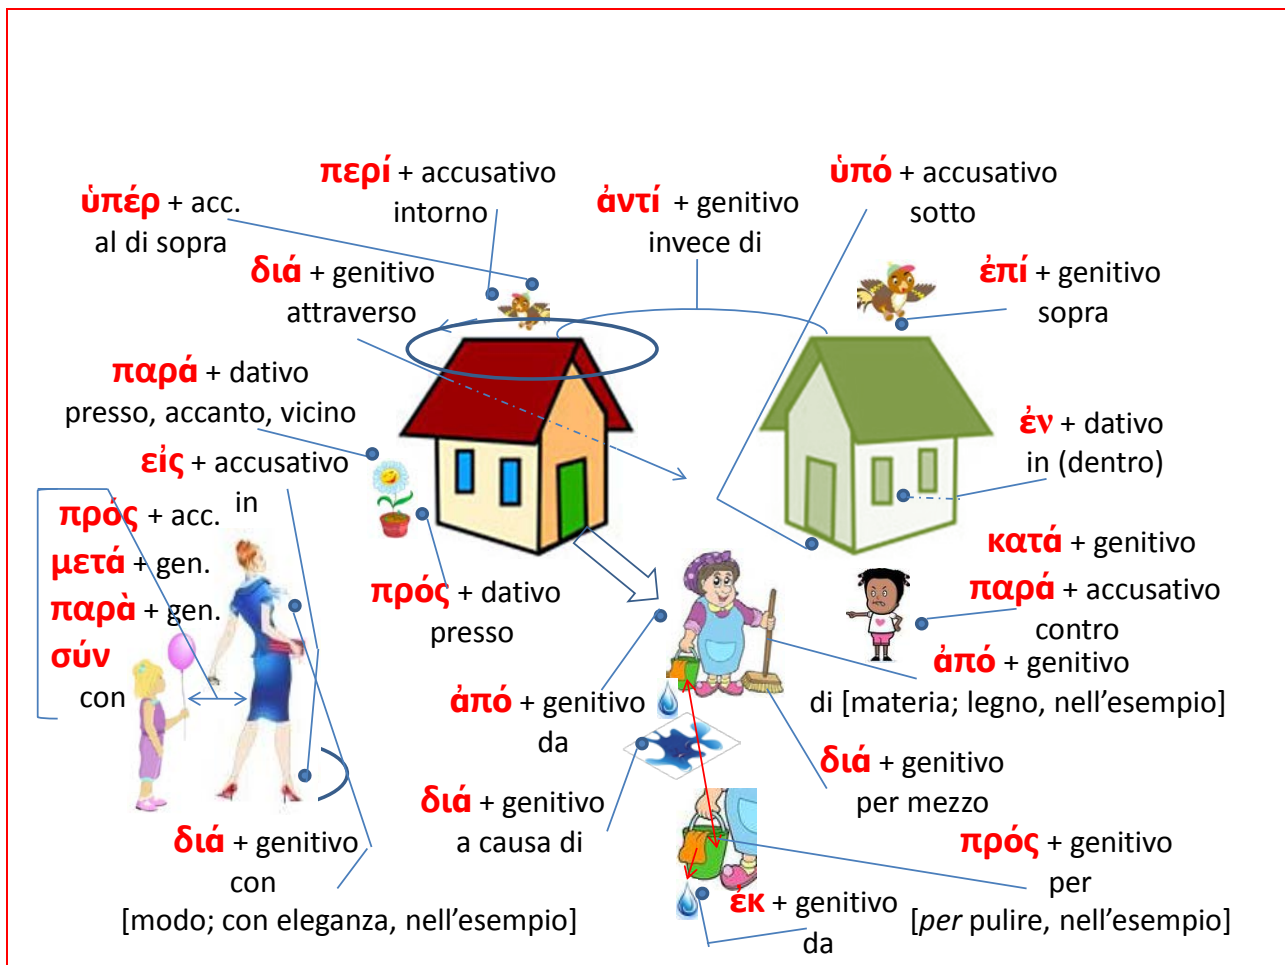 περί + accusativo
intorno
ὑπέρ + acc.
al di sopra
ἀντί + genitivo
invece di
ὑπό + accusativo
sotto
διά + genitivo
attraverso
ἐπί + genitivo
sopra
παρά + dativo
presso, accanto, vicino
ἐν + dativo
in (dentro)
εἰς + accusativo
in
πρός + acc.
μετά + gen.
παρὰ + gen.
σύν
con
πρός + dativo
presso
κατά + genitivo
παρά + accusativo
contro
ἀπό + genitivo
di [materia; legno, nell’esempio]
ἀπό + genitivo
da
διά + genitivo
per mezzo
διά + genitivo
a causa di
διά + genitivo
con
[modo; con eleganza, nell’esempio]
πρός + genitivo
per
[per pulire, nell’esempio]
ἐκ + genitivo
da